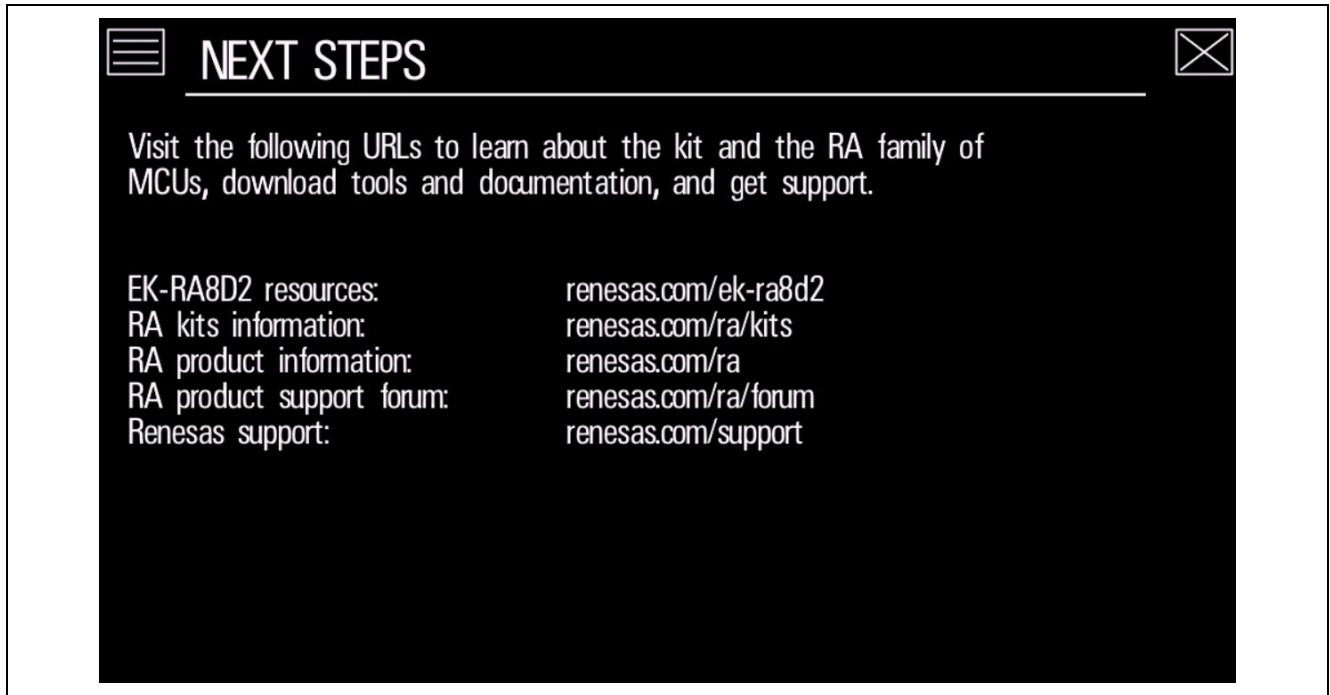 NEXT STEPS
Visit the following URLs to learn about the kit and the RA family of
MCUs, download tools and documentation, and get support.
EK-RA8D2 resources: renesas.com/ek-ra8d2
RA kits information: renesas.com/ra/kits
RA product information: renesas.com/ra
RA product support forum: renesas.com/ra/forum
Renesas support: renesas.com/support